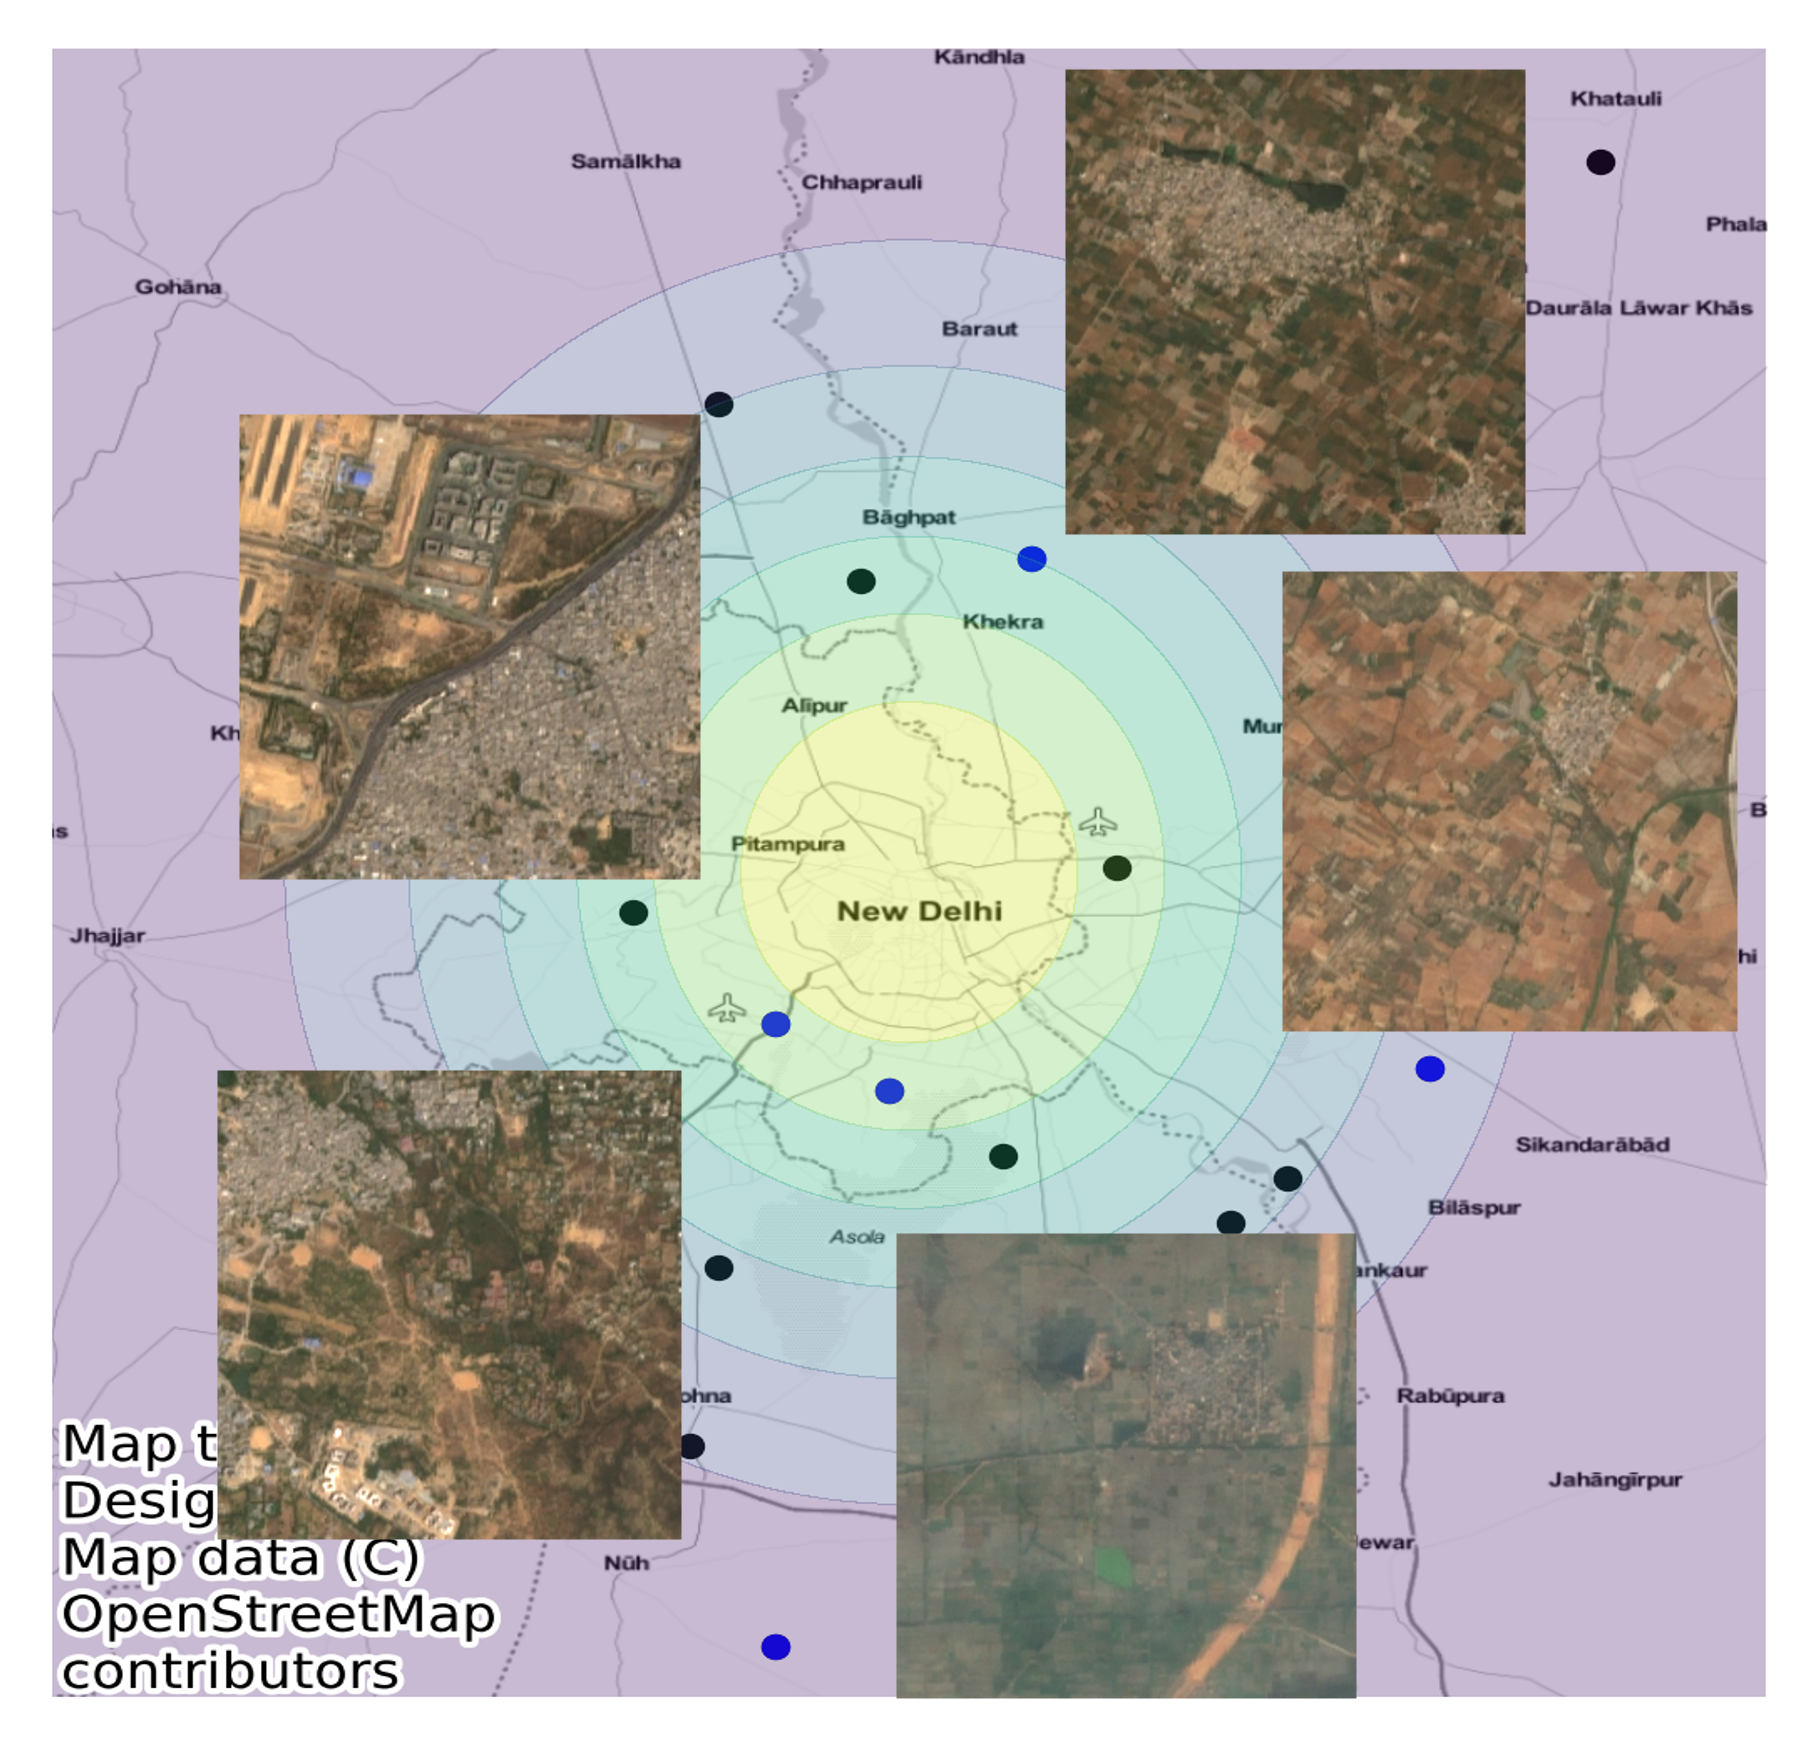 Kāndhla
Khatauli
Samālkha
Chhaprauli
Phala
Gohāna
Daurāla Lāwar Khās
Baraut
Bāghpat
Khekra
Alīpur
Kh
Mur
B
as
Pitampura
New Delhi
Jhajjar
hi
Sikandarābād
Bilāspur
Asola
ankaur
ohna
Rabūpura
Jahāngīrpur
ewar
Nūh
Map t
Desig
Map data (C)
OpenStreetMap
contributors